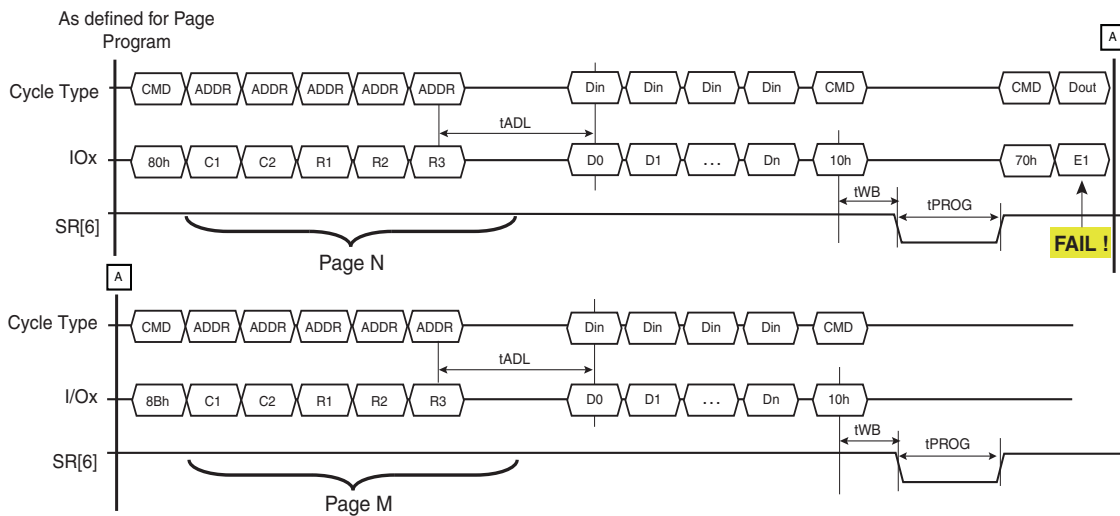 As defined for Page
Program
A
Cycle Type CMD ADDR ADDR ADDR ADDR ADDR Din Din Din Din CMD CMD Dout
tADL
IOx 80h C1 C2 R1 R2 R3 D0 D1 ... Dn 10h 70h E1
tWB tPROG
SR[6]
FAIL !
Page N
A
Cycle Type CMD ADDR ADDR ADDR ADDR ADDR Din Din Din Din CMD
tADL
I/Ox 8Bh C1 C2 R1 R2 R3 D0 D1 ... Dn 10h
tWB tPROG
SR[6]
Page M